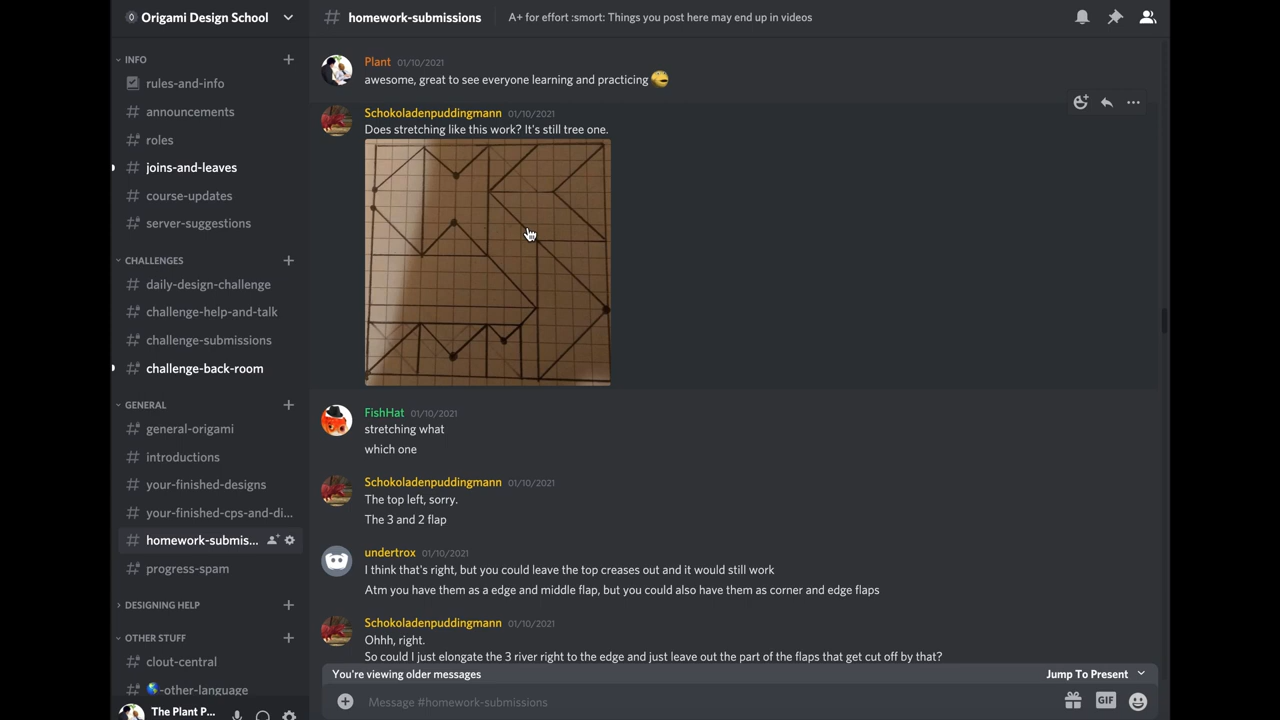 Origami Design School
homework-submissions
A+ for effort :smort: Things you post here may end up in videos
INFO
rules-and-info
announcements
roles
joins-and-leaves
course-updates
server-suggestions
CHALLENGES
daily-design-challenge
challenge-help-and-talk
challenge-submissions
challenge-back-room
GENERAL
general-origami
introductions
your-finished-designs
your-finished-cps-and-di...
homework-submis...
progress-spam
DESIGNING HELP
OTHER STUFF
clout-central
-other-language
The Plant P...
Plant 01/10/2021
awesome, great to see everyone learning and practicing
Schokoladenpuddingmann 01/10/2021
Does stretching like this work? It's still tree one.
FishHat 01/10/2021
stretching what
which one
Schokoladenpuddingmann 01/10/2021
The top left, sorry.
The 3 and 2 flap
undertrox 01/10/2021
I think that's right, but you could leave the top creases out and it would still work
Atm you have them as a edge and middle flap, but you could also have them as corner and edge flaps
Schokoladenpuddingmann 01/10/2021
Ohhh, right.
So could I just elongate the 3 river right to the edge and just leave out the part of the flaps that get cut off by that?
You're viewing older messages
Jump To Present
Message #homework-submissions
GIF